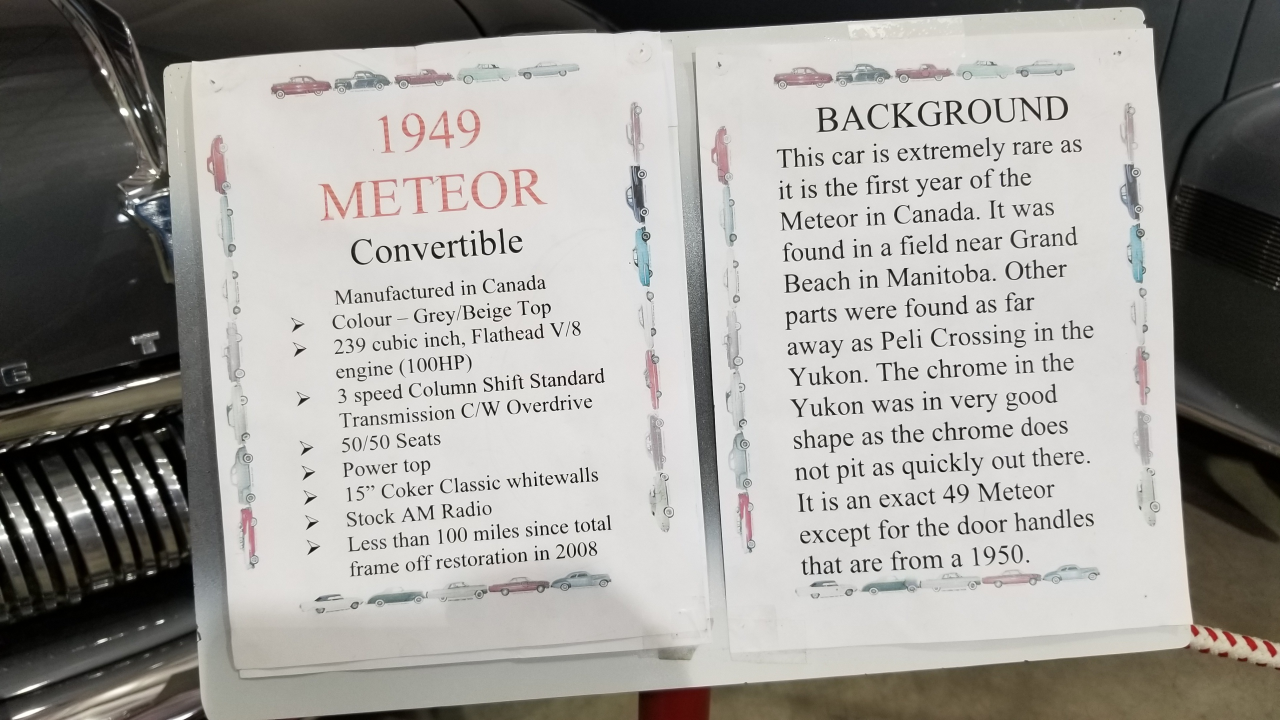 1949
METEOR
Convertible
Manufactured in Canada
➢ Colour – Grey/Beige Top
➢ 239 cubic inch, Flathead V/8
engine (100HP)
➢ 3 speed Column Shift Standard
Transmission C/W Overdrive
➢ 50/50 Seats
➢ Power top
➢ 15” Coker Classic whitewalls
➢ Stock AM Radio
➢ Less than 100 miles since total
frame off restoration in 2008
BACKGROUND
This car is extremely rare as
it is the first year of the
Meteor in Canada. It was
found in a field near Grand
Beach in Manitoba. Other
parts were found as far
away as Peli Crossing in the
Yukon. The chrome in the
Yukon was in very good
shape as the chrome does
not pit as quickly out there.
It is an exact 49 Meteor
except for the door handles
that are from a 1950.
E T